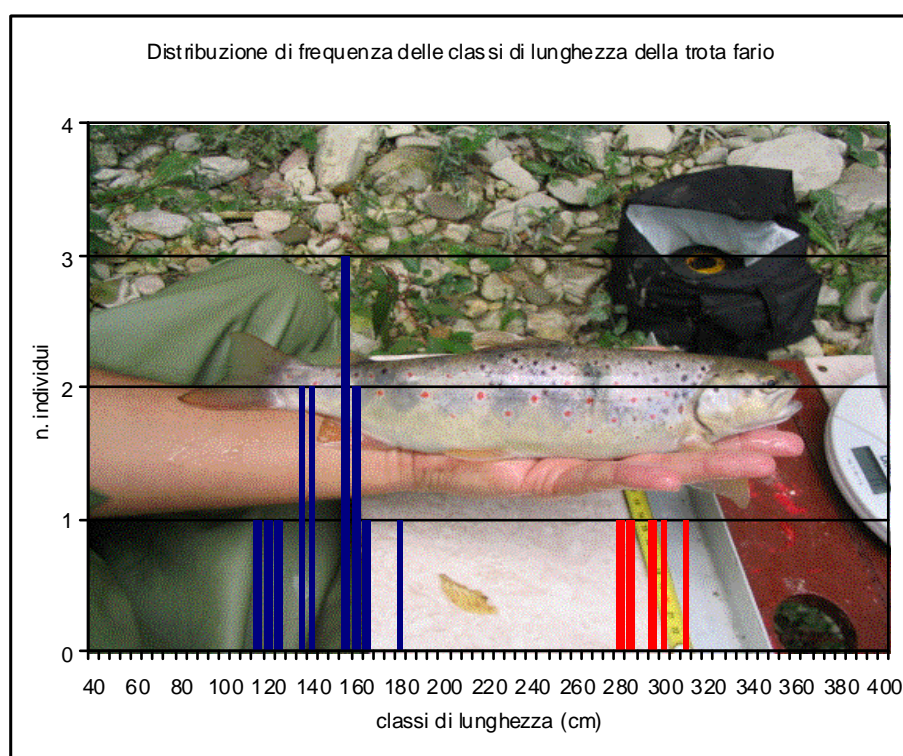 Distribuzione di frequenza delle classi di lunghezza della trota fario
4
3
2
1
0
n. individui
40 60 80 100 120 140 160 180 200 220 240 260 280 300 320 340 360 380 400
classi di lunghezza (cm)